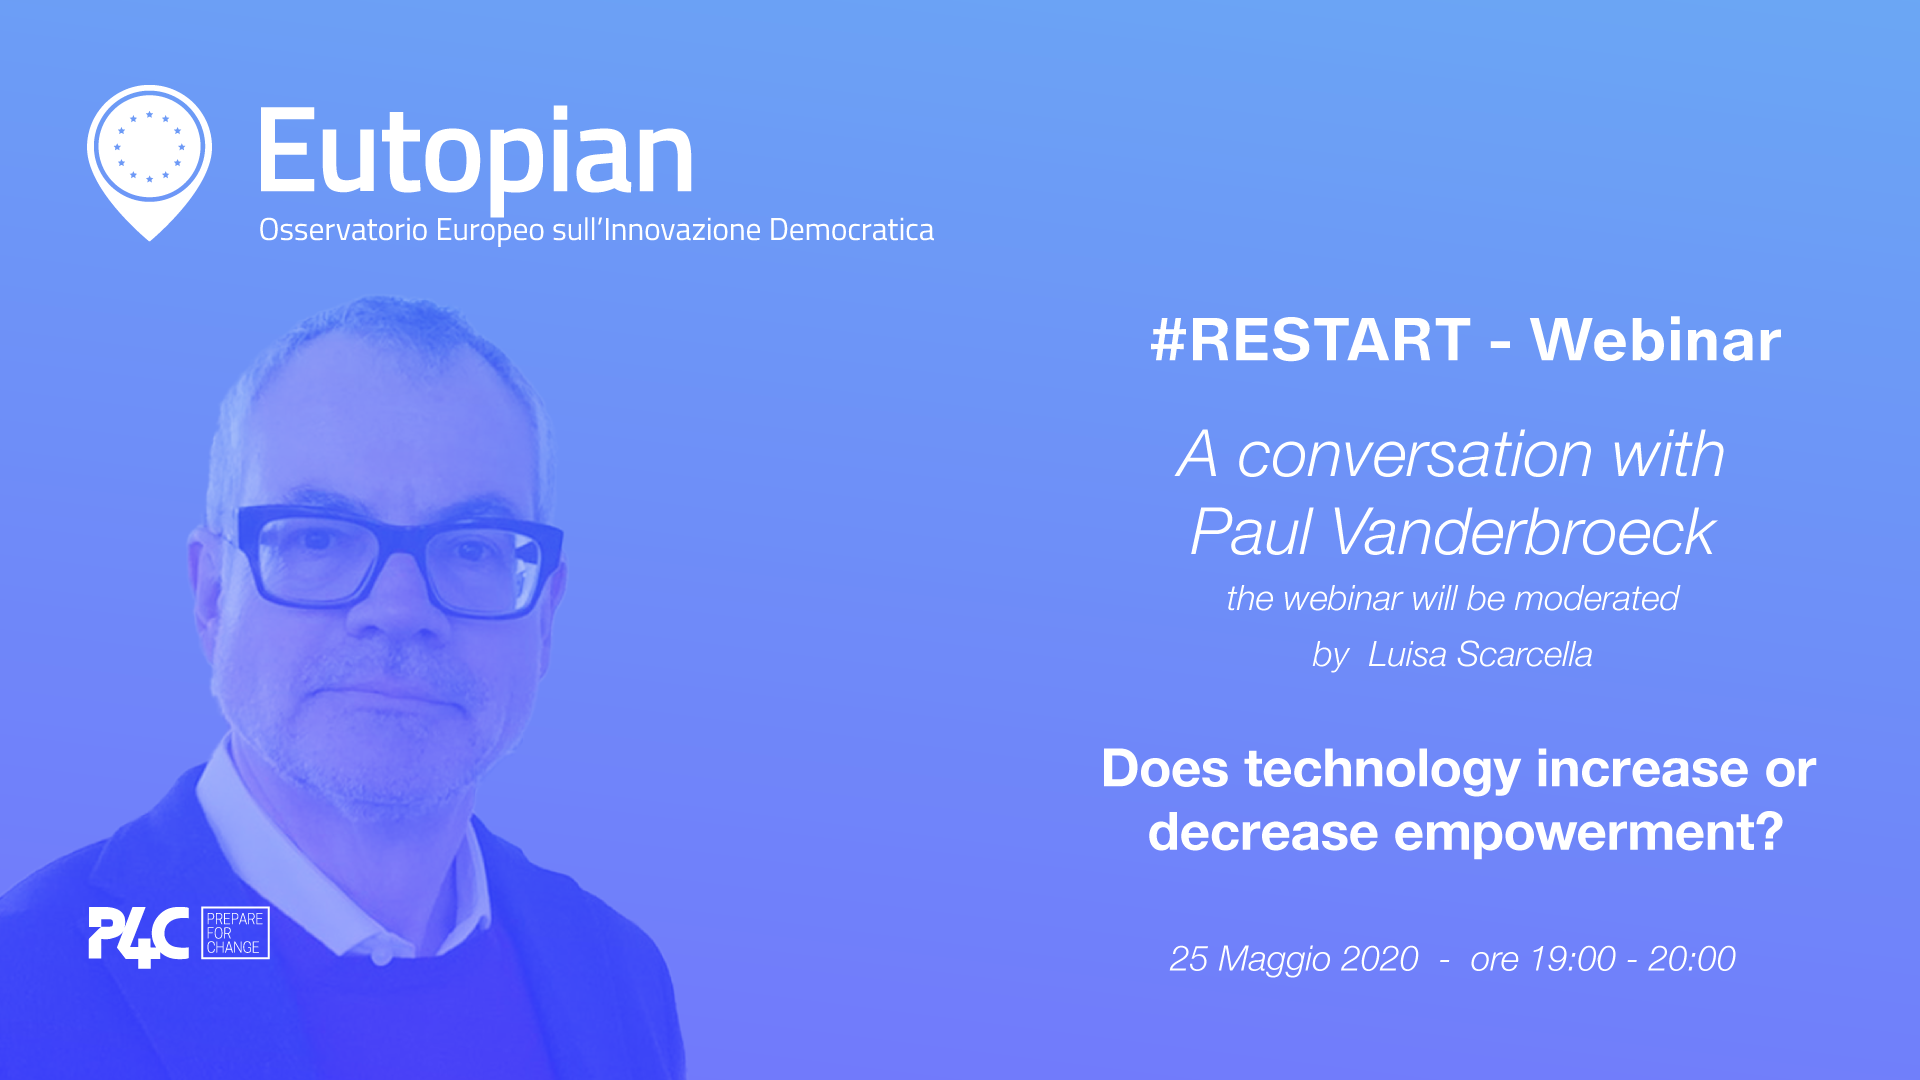 Eutopian
Osservatorio Europeo sull'Innovazione Democratica
#RESTART - Webinar
A conversation with
Paul Vanderbroeck
the webinar will be moderated
by Luisa Scarcella
Does technology increase or
decrease empowerment?
25 Maggio 2020 - ore 19:00 - 20:00
P4C
PREPARE
FOR
CHANGE